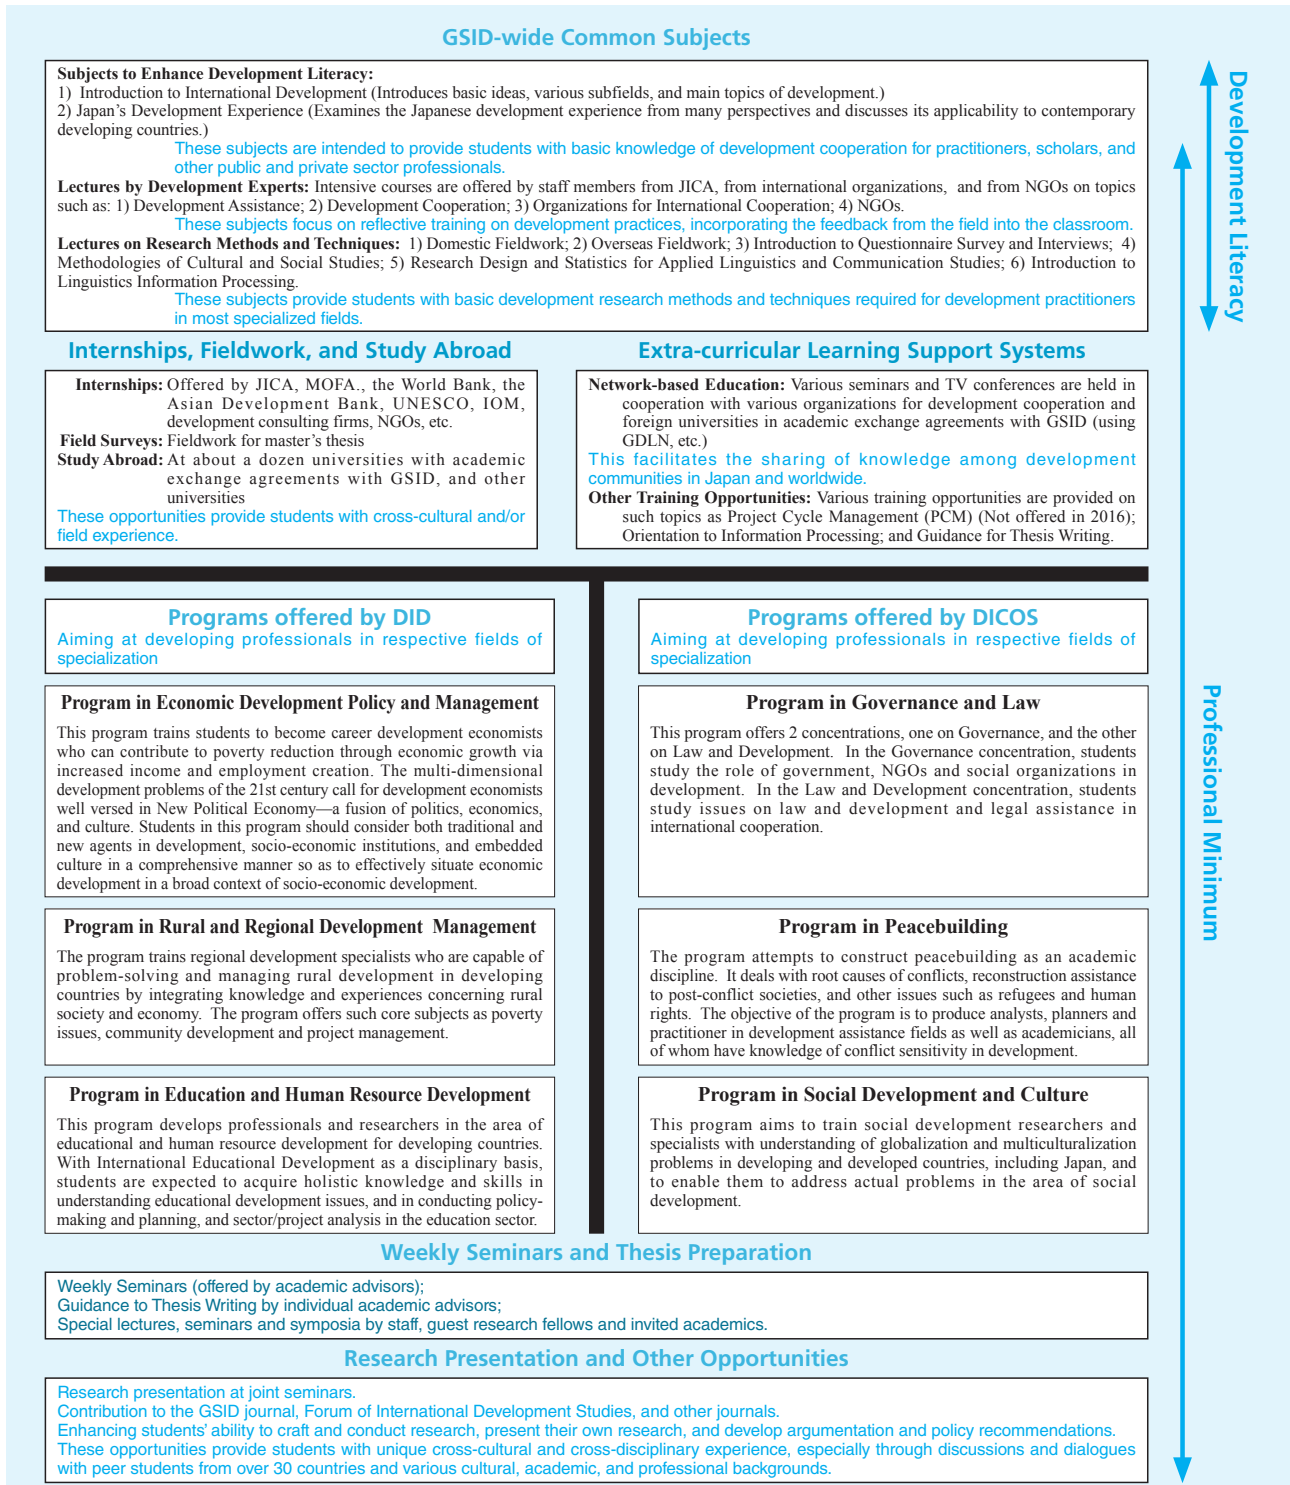 GSID-wide Common Subjects
Subjects to Enhance Development Literacy:
1) Introduction to International Development (Introduces basic ideas, various subfields, and main topics of development.)
2) Japan's Development Experience (Examines the Japanese development experience from many perspectives and discusses its applicability to contemporary
developing countries.)
These subjects are intended to provide students with basic knowledge of development cooperation for practitioners, scholars, and
other public and private sector professionals.
Lectures by Development Experts: Intensive courses are offered by staff members from JICA, from international organizations, and from NGOs on topics
such as: 1) Development Assistance; 2) Development Cooperation; 3) Organizations for International Cooperation; 4) NGOs.
These subjects focus on reflective training on development practices, incorporating the feedback from the field into the classroom.
Lectures on Research Methods and Techniques: 1) Domestic Fieldwork; 2) Overseas Fieldwork; 3) Introduction to Questionnaire Survey and Interviews; 4)
Methodologies of Cultural and Social Studies; 5) Research Design and Statistics for Applied Linguistics and Communication Studies; 6) Introduction to
Linguistics Information Processing.
These subjects provide students with basic development research methods and techniques required for development practitioners
in most specialized fields.
Development Literacy
Internships, Fieldwork, and Study Abroad
Internships: Offered by JICA, MOFA., the World Bank, the
Asian Development Bank, UNESCO, IOM,
development consulting firms, NGOs, etc.
Field Surveys: Fieldwork for master's thesis
Study Abroad: At about a dozen universities with academic
exchange agreements with GSID, and other
universities
These opportunities provide students with cross-cultural and/or
field experience.
Extra-curricular Learning Support Systems
Network-based Education: Various seminars and TV conferences are held in
cooperation with various organizations for development cooperation and
foreign universities in academic exchange agreements with GSID (using
GDLN, etc.)
This facilitates the sharing of knowledge among development
communities in Japan and worldwide.
Other Training Opportunities: Various training opportunities are provided on
such topics as Project Cycle Management (PCM) (Not offered in 2016);
Orientation to Information Processing; and Guidance for Thesis Writing.
Programs offered by DID
Aiming at developing professionals in respective fields of
specialization
Program in Economic Development Policy and Management
This program trains students to become career development economists
who can contribute to poverty reduction through economic growth via
increased income and employment creation. The multi-dimensional
development problems of the 21st century call for development economists
well versed in New Political Economy—a fusion of politics, economics,
and culture. Students in this program should consider both traditional and
new agents in development, socio-economic institutions, and embedded
culture in a comprehensive manner so as to effectively situate economic
development in a broad context of socio-economic development.
Program in Rural and Regional Development Management
The program trains regional development specialists who are capable of
problem-solving and managing rural development in developing
countries by integrating knowledge and experiences concerning rural
society and economy. The program offers such core subjects as poverty
issues, community development and project management.
Program in Education and Human Resource Development
This program develops professionals and researchers in the area of
educational and human resource development for developing countries.
With International Educational Development as a disciplinary basis,
students are expected to acquire holistic knowledge and skills in
understanding educational development issues, and in conducting policy-
making and planning, and sector/project analysis in the education sector.
Programs offered by DICOS
Aiming at developing professionals in respective fields of
specialization
Program in Governance and Law
This program offers 2 concentrations, one on Governance, and the other
on Law and Development. In the Governance concentration, students
study the role of government, NGOs and social organizations in
development. In the Law and Development concentration, students
study issues on law and development and legal assistance in
international cooperation.
Program in Peacebuilding
The program attempts to construct peacebuilding as an academic
discipline. It deals with root causes of conflicts, reconstruction assistance
to post-conflict societies, and other issues such as refugees and human
rights. The objective of the program is to produce analysts, planners and
practitioner in development assistance fields as well as academicians, all
of whom have knowledge of conflict sensitivity in development.
Program in Social Development and Culture
This program aims to train social development researchers and
specialists with understanding of globalization and multiculturalization
problems in developing and developed countries, including Japan, and
to enable them to address actual problems in the area of social
development.
Professional Minimum
Weekly Seminars and Thesis Preparation
Weekly Seminars (offered by academic advisors);
Guidance to Thesis Writing by individual academic advisors;
Special lectures, seminars and symposia by staff, guest research fellows and invited academics.
Research Presentation and Other Opportunities
Research presentation at joint seminars.
Contribution to the GSID journal, Forum of International Development Studies, and other journals.
Enhancing students' ability to craft and conduct research, present their own research, and develop argumentation and policy recommendations.
These opportunities provide students with unique cross-cultural and cross-disciplinary experience, especially through discussions and dialogues
with peer students from over 30 countries and various cultural, academic, and professional backgrounds.